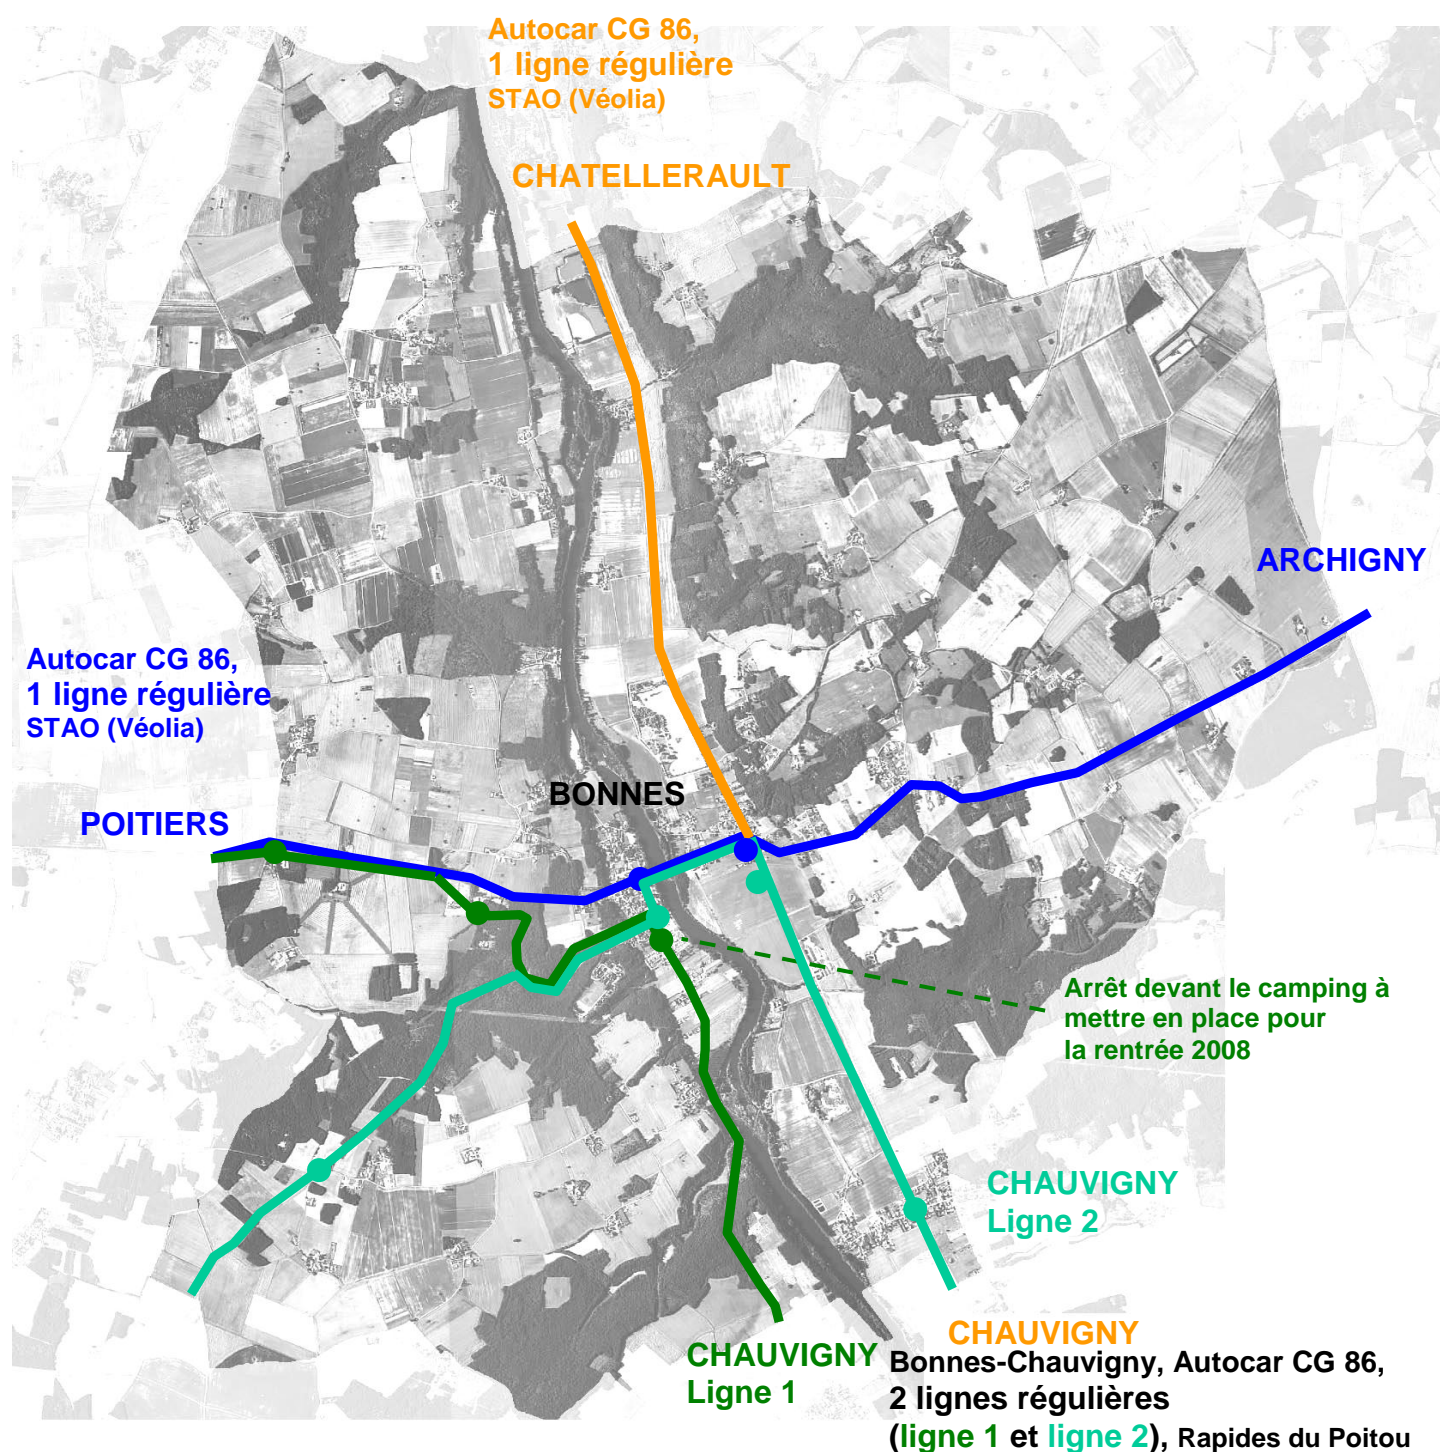 Autocar CG 86,
1 ligne régulière
STAO (Véolia)
CHATELLERAULT
ARCHIGNY
Autocar CG 86,
1 ligne régulière
STAO (Véolia)
BONNES
POITIERS
Arrêt devant le camping à
mettre en place pour
la rentrée 2008
CHAUVIGNY
Ligne 2
CHAUVIGNY
CHAUVIGNY
Ligne 1
Bonnes-Chauvigny, Autocar CG 86,
2 lignes régulières
(ligne 1 et ligne 2), Rapides du Poitou